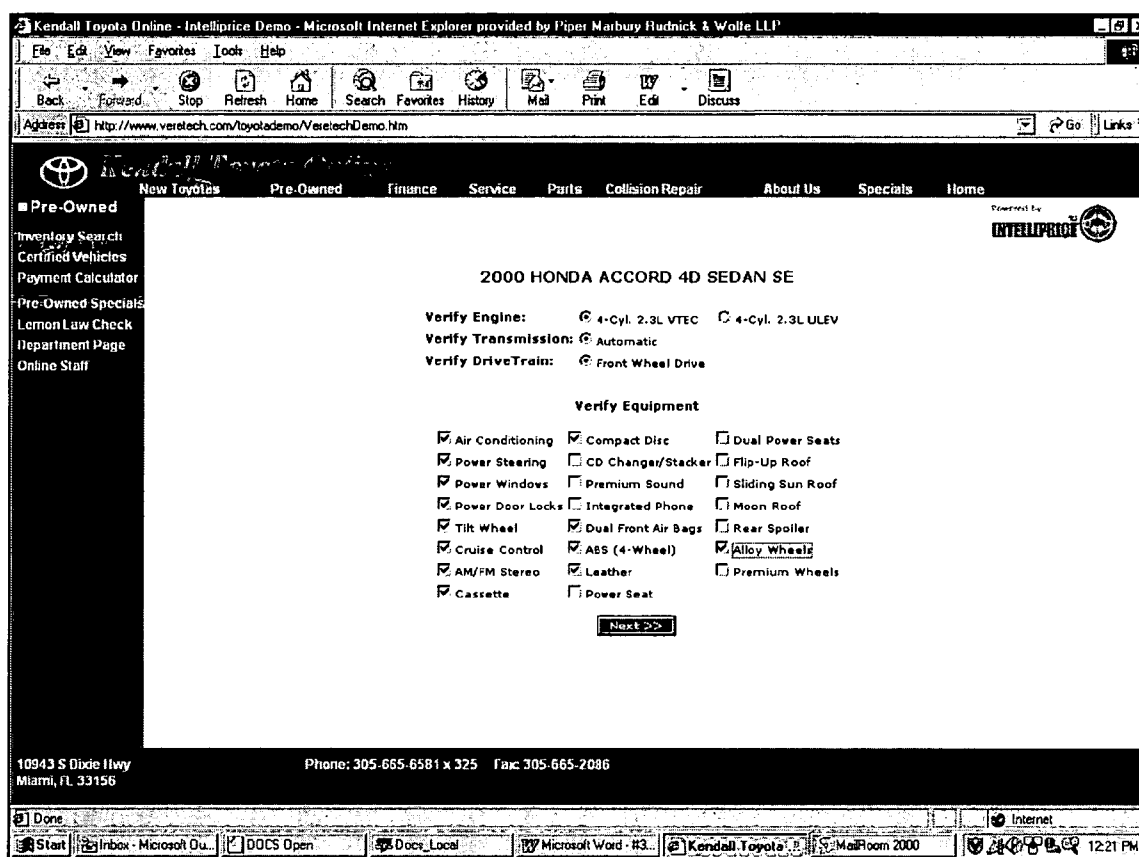 Kendall Toyota Online - Intelliprice Demo - Microsoft Internet Explorer provided by Piper Marbury Rudnick & Wolfe LLP
File Edit View Favorites Tools Help
Back Forward Stop Refresh Home Search Favorites History Mail Print Edit Discuss
Address http://www.veretech.com/toyotademo/VeretechDemo.htm Go Links
Kendall Toyota Online
New Toyotas Pre-Owned Finance Service Parts Collision Repair About Us Specials Home
Pre-Owned
Inventory Search
Certified Vehicles
Payment Calculator
Pre-Owned Specials
Lemon Law Check
Department Page
Online Staff
Powered by
INTELLIPRICE
2000 HONDA ACCORD 4D SEDAN SE
Verify Engine: 4-Cyl. 2.3L VTEC 4-Cyl. 2.3L ULEV
Verify Transmission: Automatic
Verify DriveTrain: Front Wheel Drive
Verify Equipment
Air Conditioning Compact Disc Dual Power Seats
Power Steering CD Changer/Stacker Flip-Up Roof
Power Windows Premium Sound Sliding Sun Roof
Power Door Locks Integrated Phone Moon Roof
Tilt Wheel Dual Front Air Bags Rear Spoiler
Cruise Control ABS (4-Wheel) Alloy Wheels
AM/FM Stereo Leather Premium Wheels
Cassette Power Seat
Next >>
10943 S Dixie Hwy Phone: 305-665-6581 x 325 Fax: 305-665-2086
Miami, FL 33156
Done Internet
Start Inbox - Microsoft Ou... DOCS Open Docs_Local Microsoft Word - #3... Kendall Toyota MailRoom 2000 12:21 PM